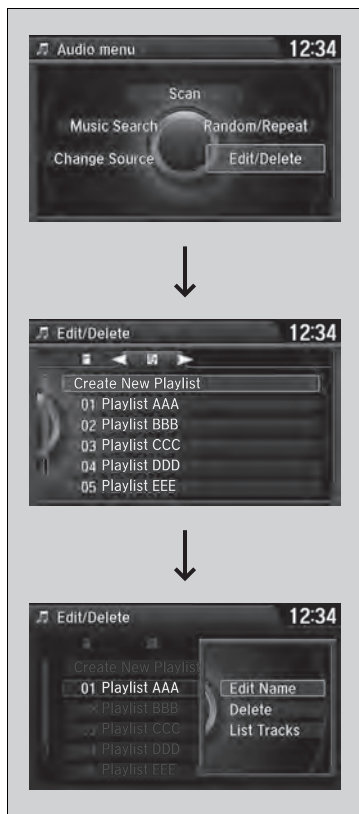 Audio menu 12:34
Scan
Music Search Random/Repeat
Change Source Edit/Delete
Edit/Delete 12:34
Create New Playlist
01 Playlist AAA
02 Playlist BBB
03 Playlist CCC
04 Playlist DDD
05 Playlist EEE
Edit/Delete 12:34
Create New Playlist
01 Playlist AAA Edit Name
Playlist BBB Delete
Playlist CCC List Tracks
Playlist DDD
Playlist EEE